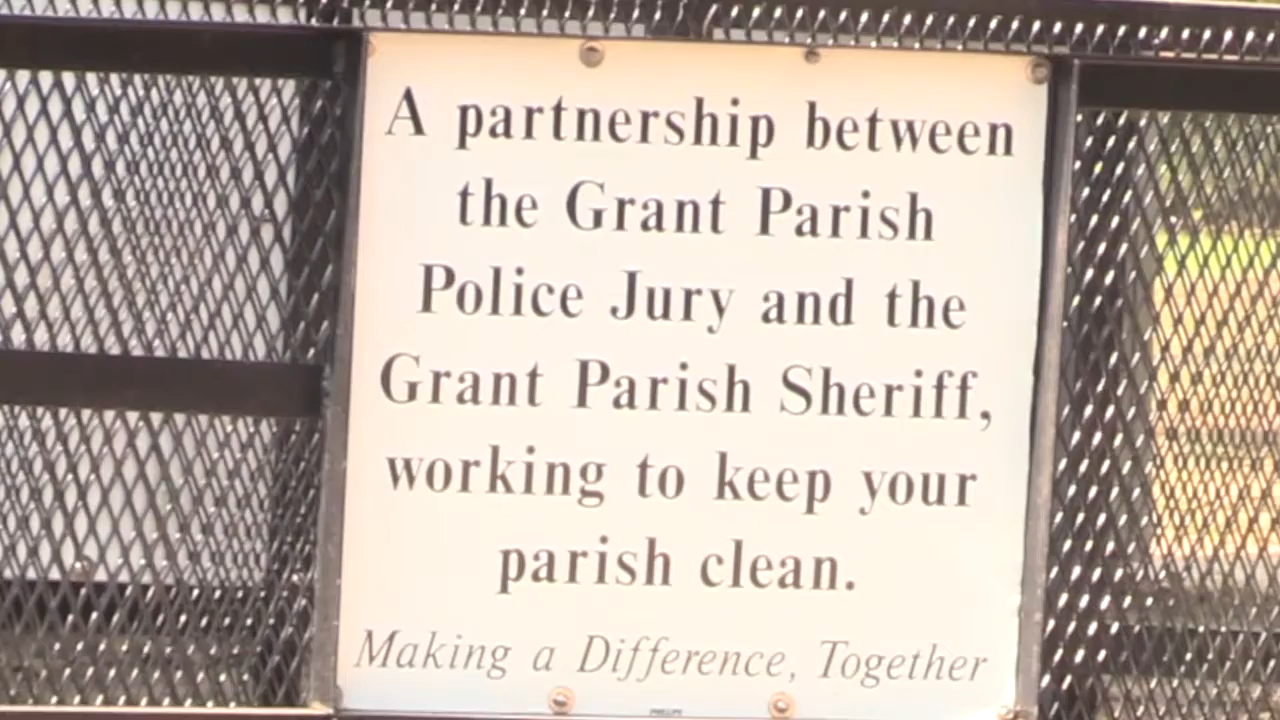 A partnership between
the Grant Parish
Police Jury and the
Grant Parish Sheriff,
working to keep your
parish clean.
Making a Difference, Together